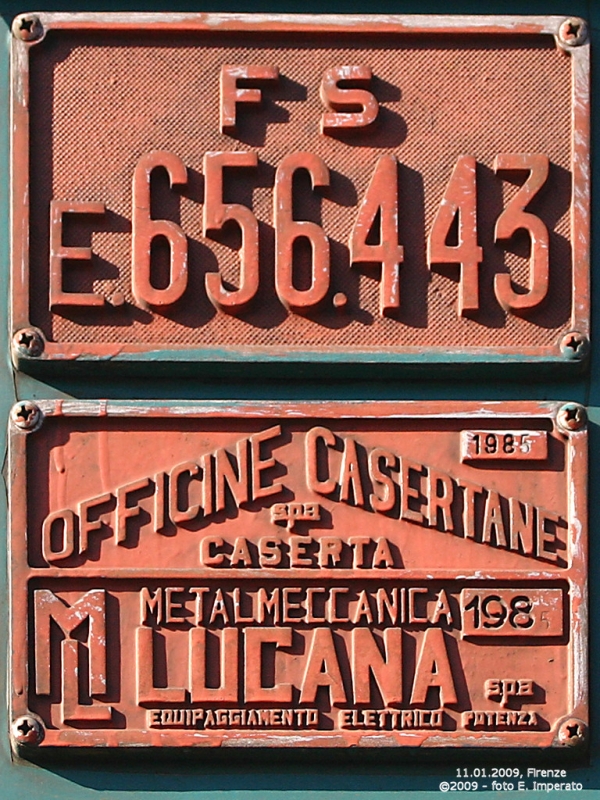 FS
E.656.443
1985
OFFICINE CASERTANE
spa
CASERTA
ML
METALMECCANICA
1985
LUCANA
spa
EQUIPAGGIAMENTO ELETTRICO POTENZA
11.01.2009, Firenze
©2009 - foto E. Imperato